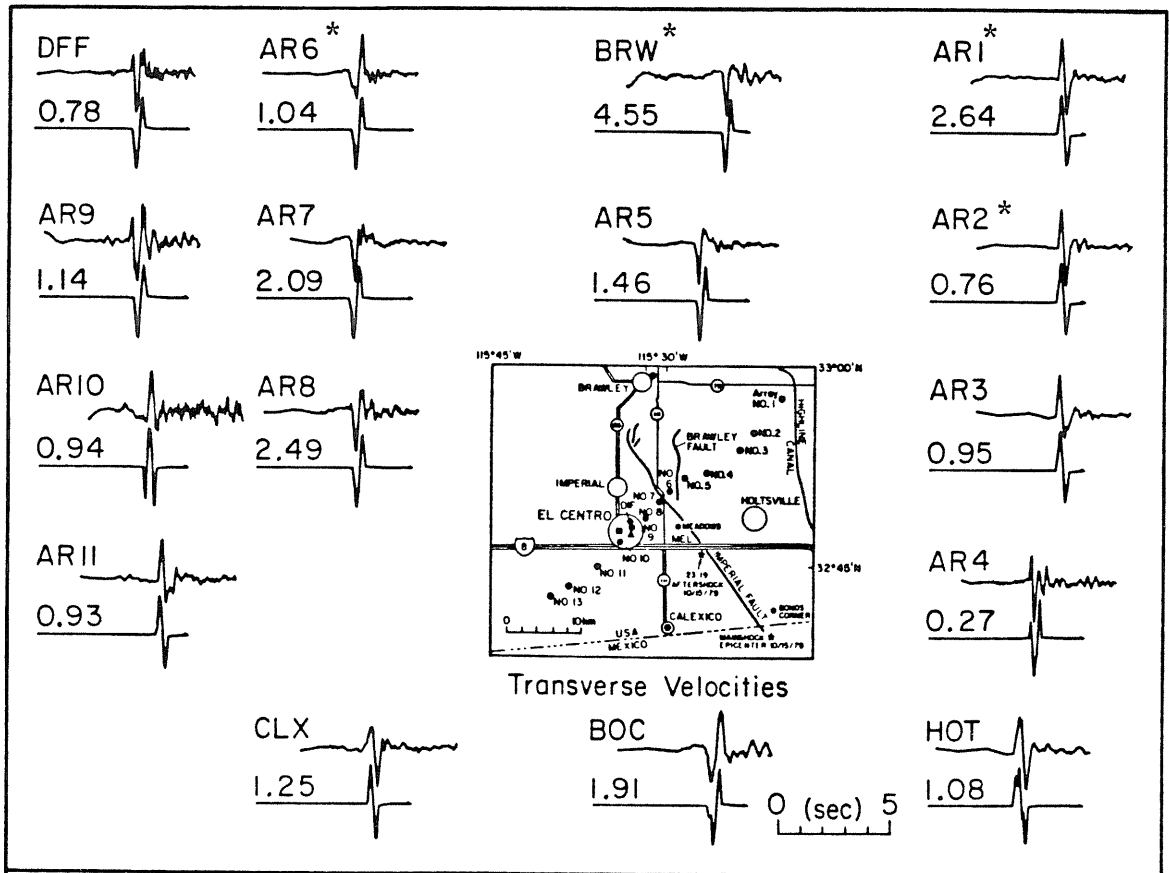 DFF
AR6 *
BRW *
AR1 *
0.78
1.04
4.55
2.64
AR9
AR7
AR5
AR2 *
1.14
2.09
1.46
0.76
115°45'W
115°30'
33°00'N
BRAWLEY
Array
NO. 1
HIGHLINE
CANAL
NO.2
BRAWLEY
FAULT
NO.3
NO.4
NO
6
NO.5
IMPERIAL
NO 7
HOLTSVILLE
NO 8
EL CENTRO
NO
9
MEADOWS
MEL
8
NO 10
32°45'N
NO 11
23 19
AFTERSHOCK
10/15/79
IMPERIAL FAULT
NO 12
NO 13
BONDS
CORNER
0
10km
CALEXICO
USA
MEXICO
MAINSHOCK
EPICENTER 10/15/79
AR10
AR8
AR3
0.94
2.49
0.95
AR11
AR4
0.93
0.27
Transverse Velocities
CLX
BOC
HOT
1.25
1.91
0 (sec) 5
1.08